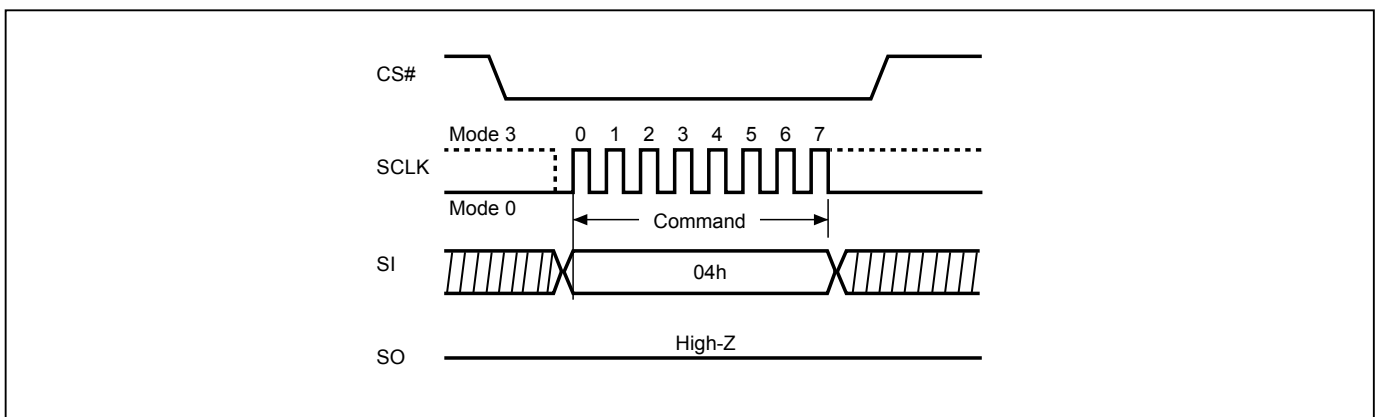 CS#
Mode 3 0 1 2 3 4 5 6 7
SCLK
Mode 0
Command
SI
04h
High-Z
SO